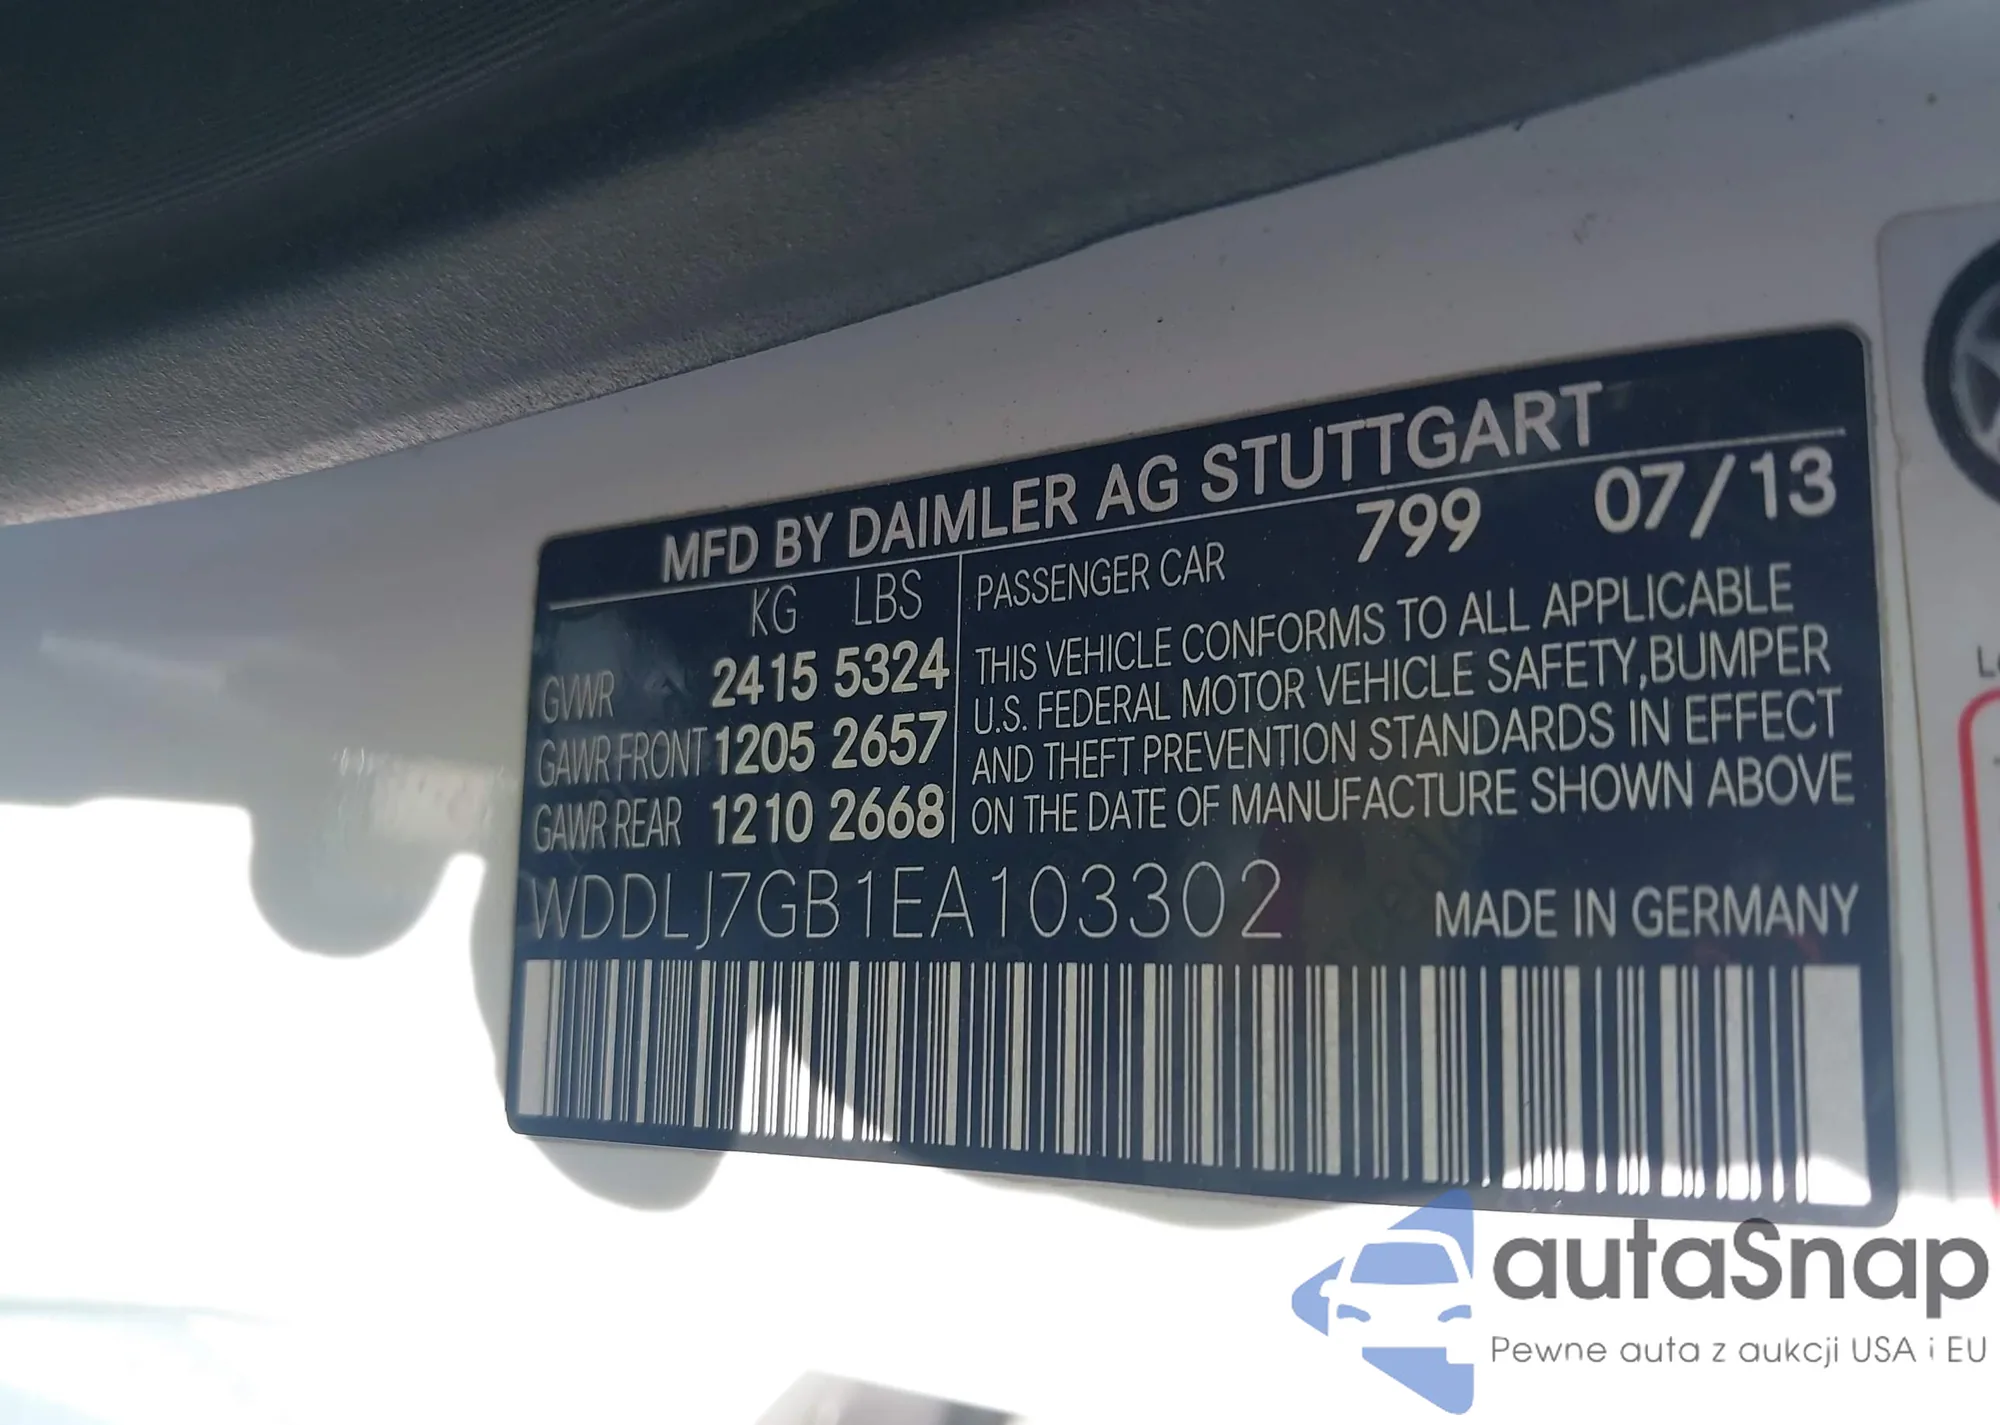 MFD BY DAIMLER AG STUTTGART
KG LBS
GVWR 2415 5324
GAWR FRONT 1205 2657
GAWR REAR 1210 2668
PASSENGER CAR 799 07/13
THIS VEHICLE CONFORMS TO ALL APPLICABLE
U.S. FEDERAL MOTOR VEHICLE SAFETY,BUMPER
AND THEFT PREVENTION STANDARDS IN EFFECT
ON THE DATE OF MANUFACTURE SHOWN ABOVE
WDDLJ7GB1EA103302 MADE IN GERMANY
autaSnap
Pewne auta z aukcji USA i EU